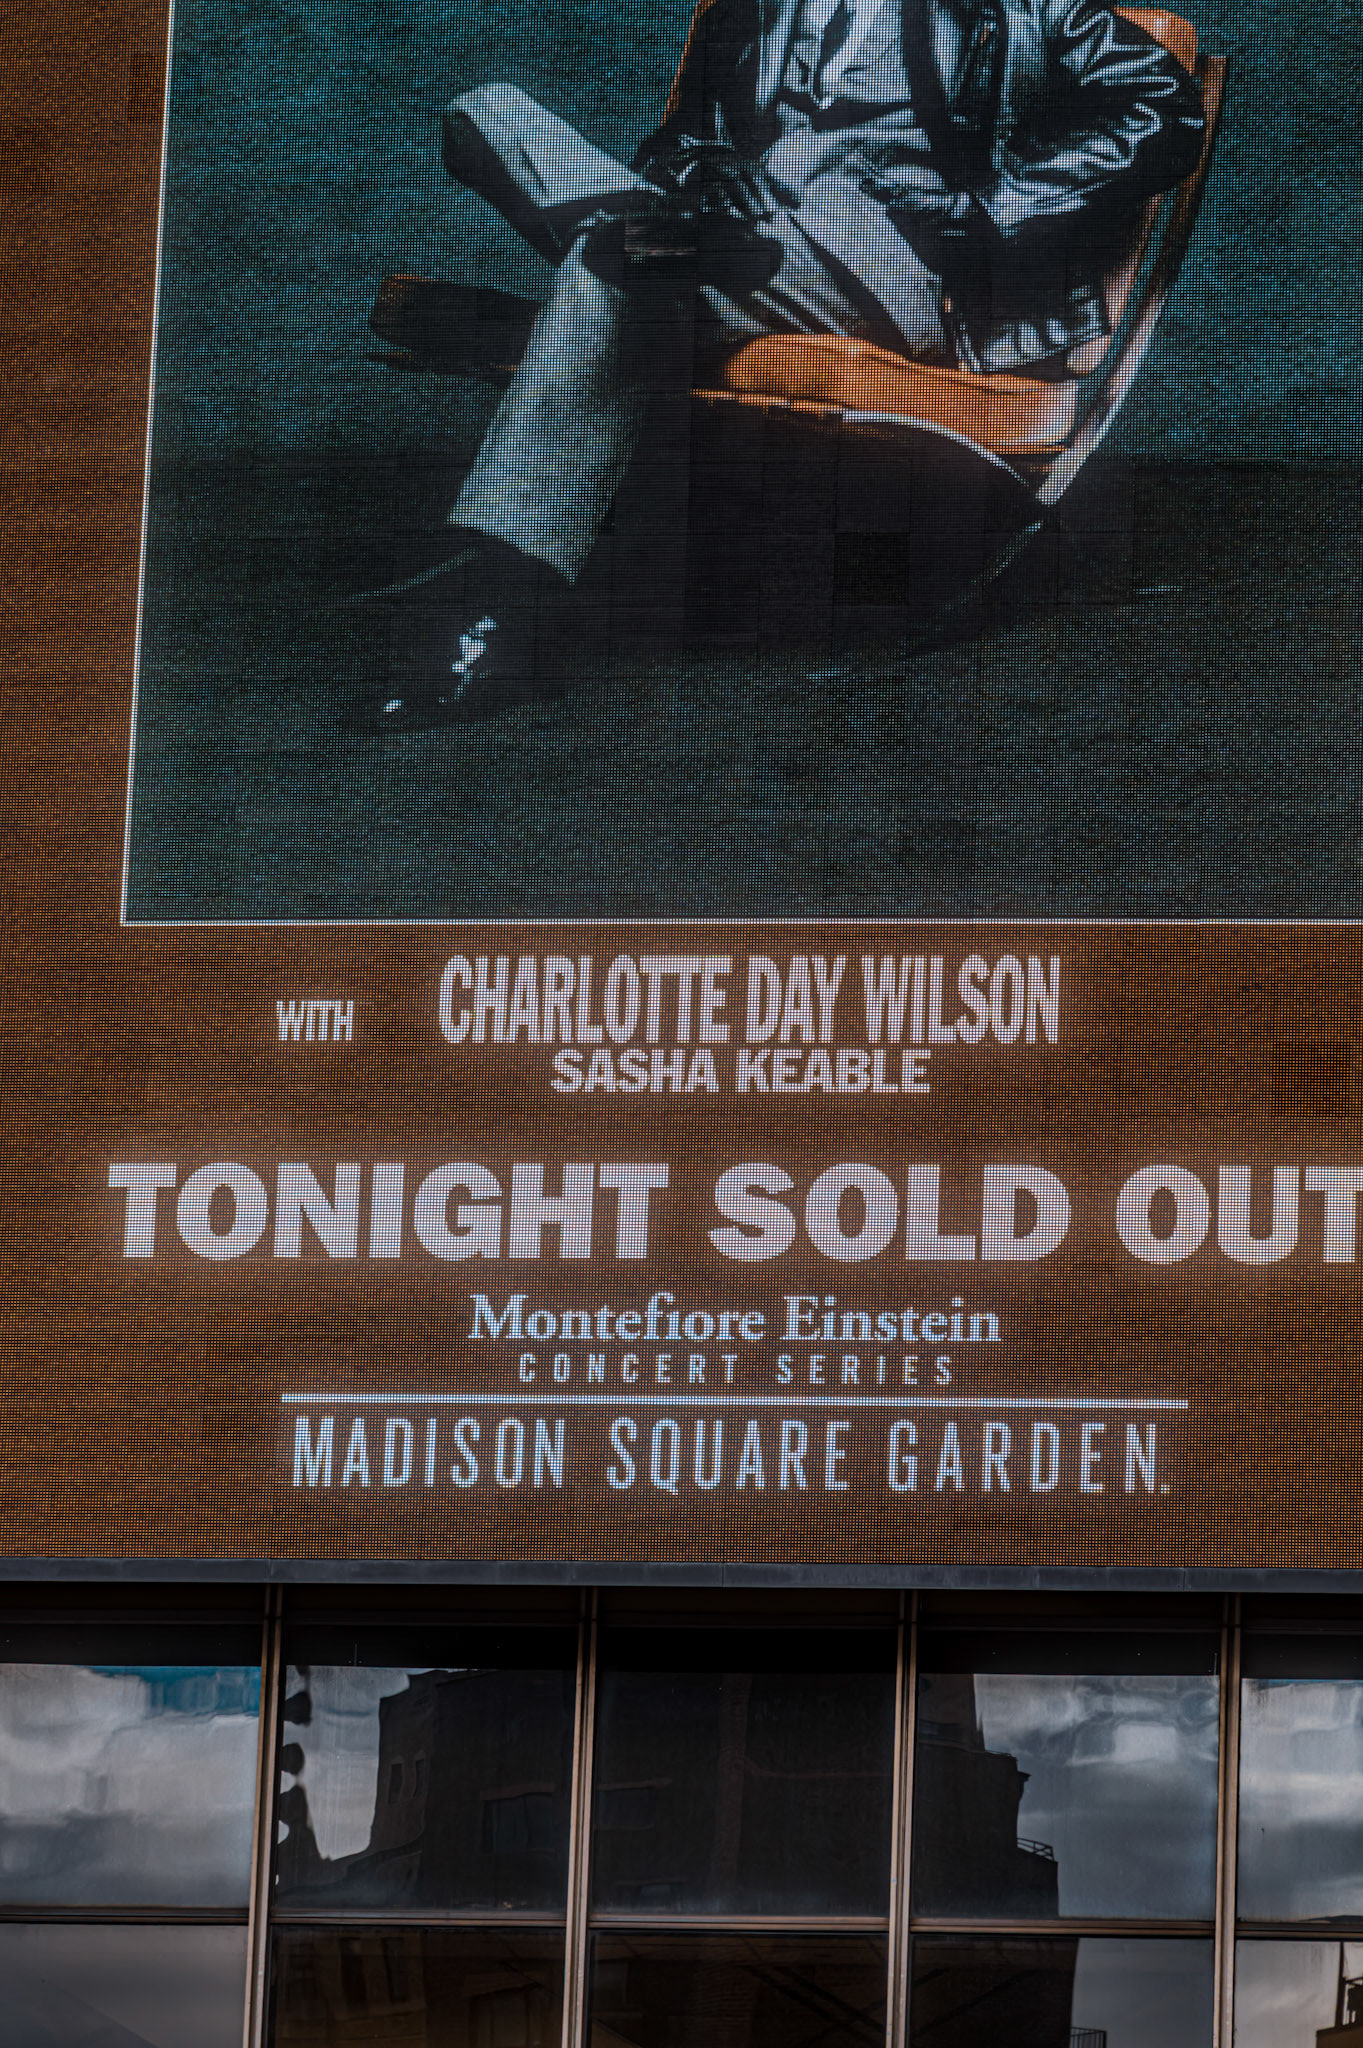 WITH CHARLOTTE DAY WILSON
SASHA KEABLE
TONIGHT SOLD OUT
Montefiore Einstein
CONCERT SERIES
MADISON SQUARE GARDEN.